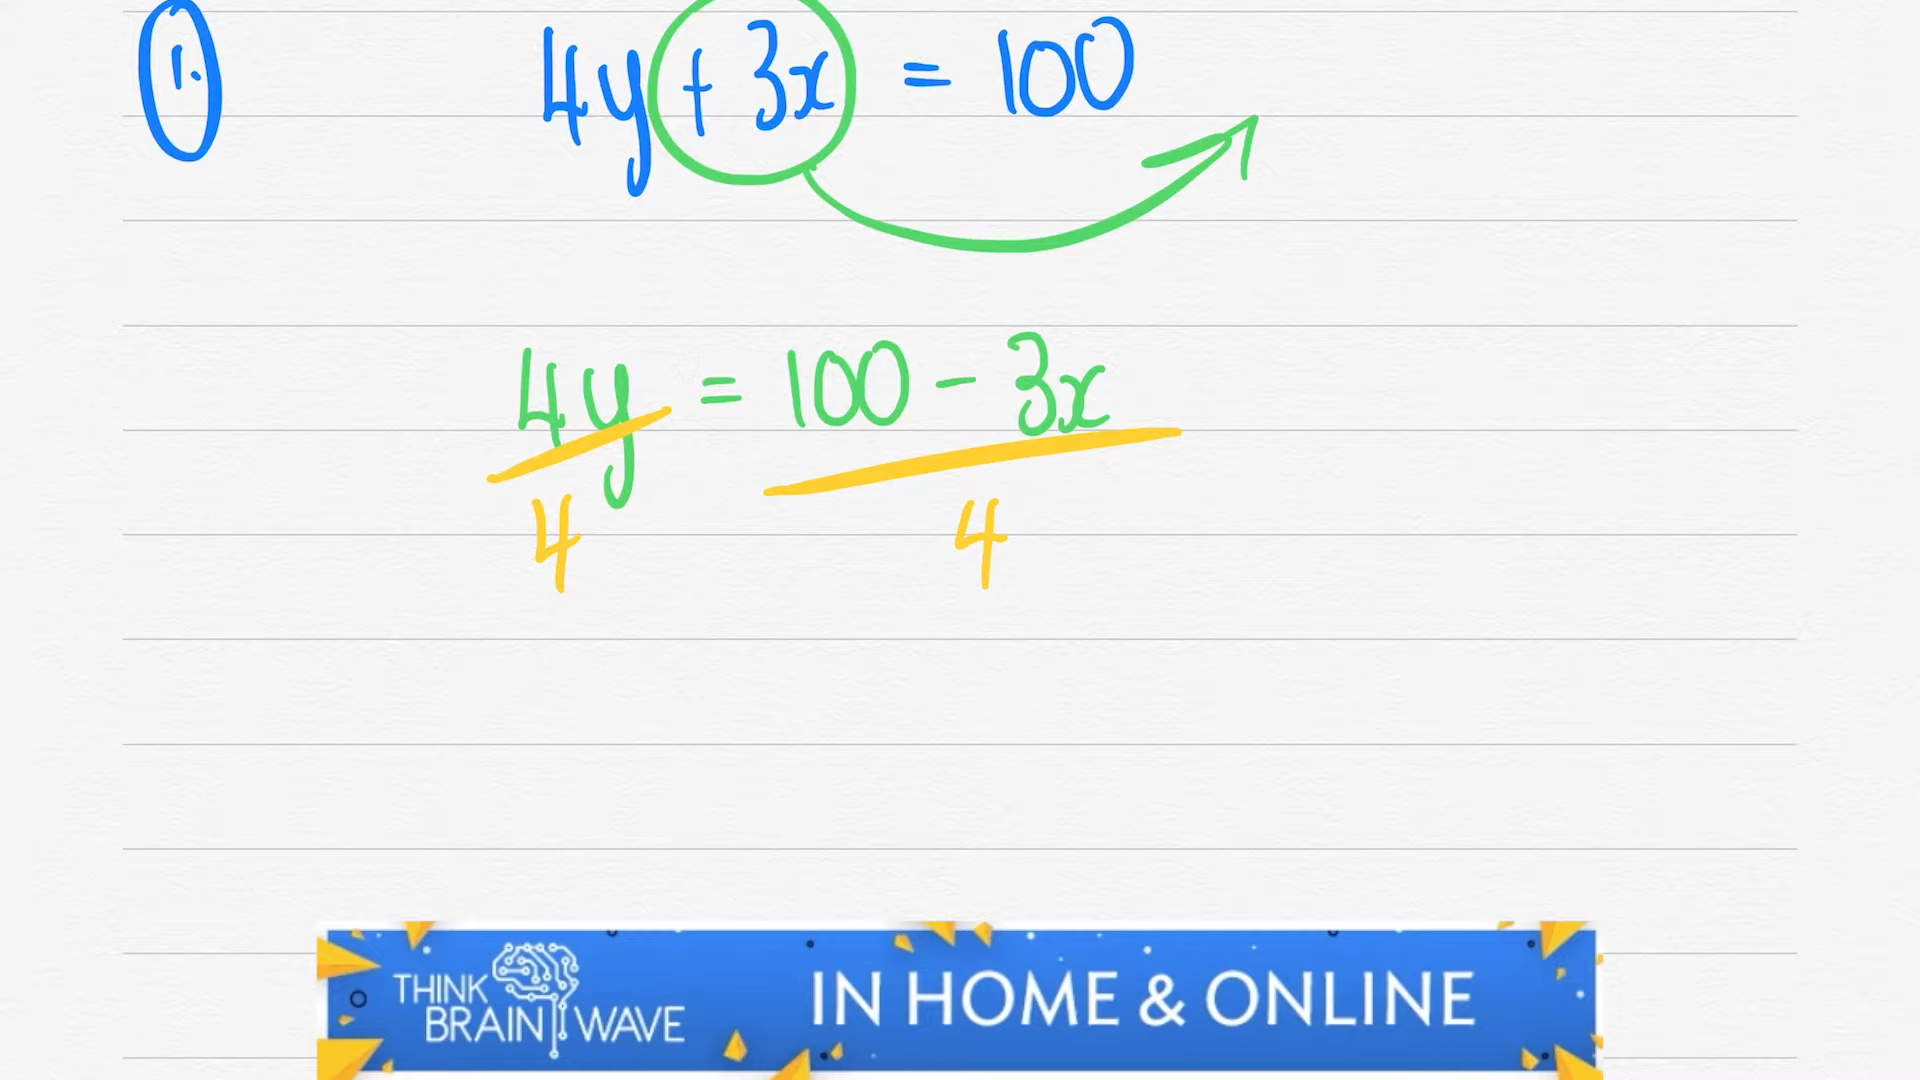 1. 4y + 3x = 100
4y = 100 - 3x
4 4
THINK BRAIN WAVE
IN HOME & ONLINE